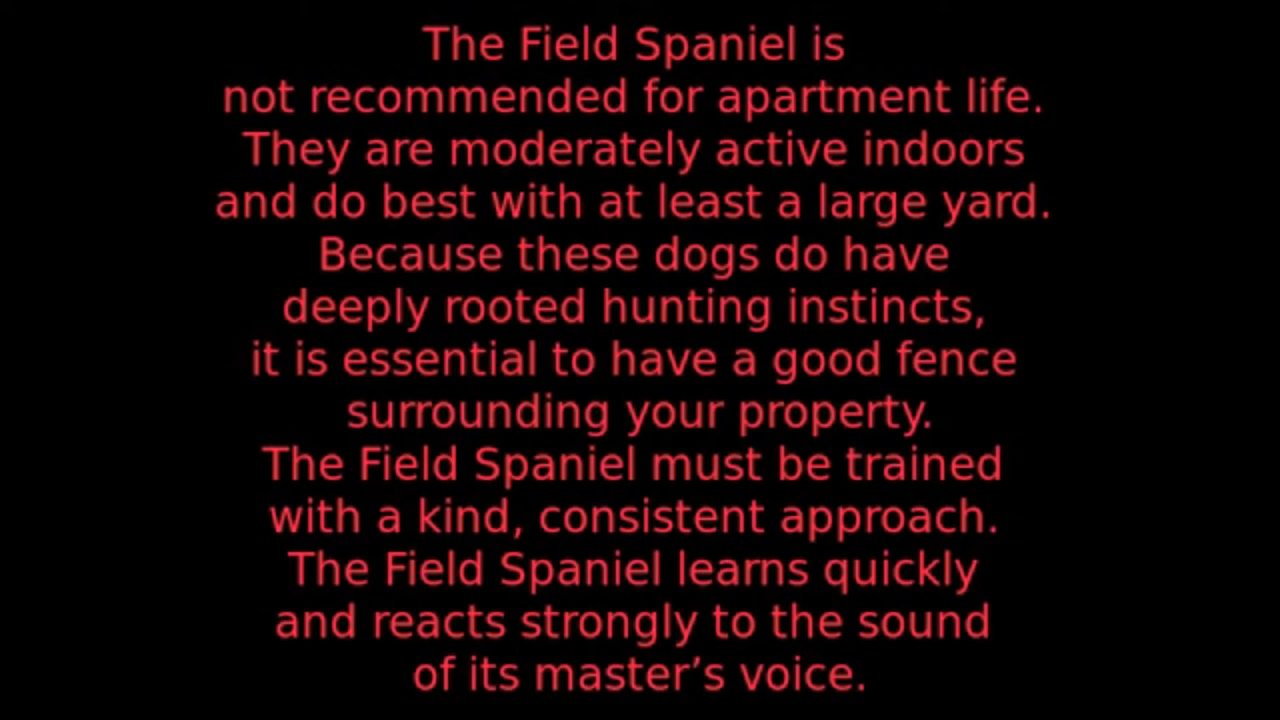 The Field Spaniel is
not recommended for apartment life.
They are moderately active indoors
and do best with at least a large yard.
Because these dogs do have
deeply rooted hunting instincts,
it is essential to have a good fence
surrounding your property.
The Field Spaniel must be trained
with a kind, consistent approach.
The Field Spaniel learns quickly
and reacts strongly to the sound
of its master’s voice.